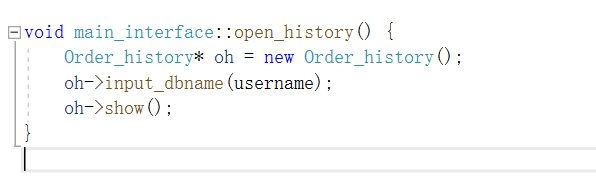 void main_interface::open_history() {
    Order_history* oh = new Order_history();
    oh->input_dbname(username);
    oh->show();
}